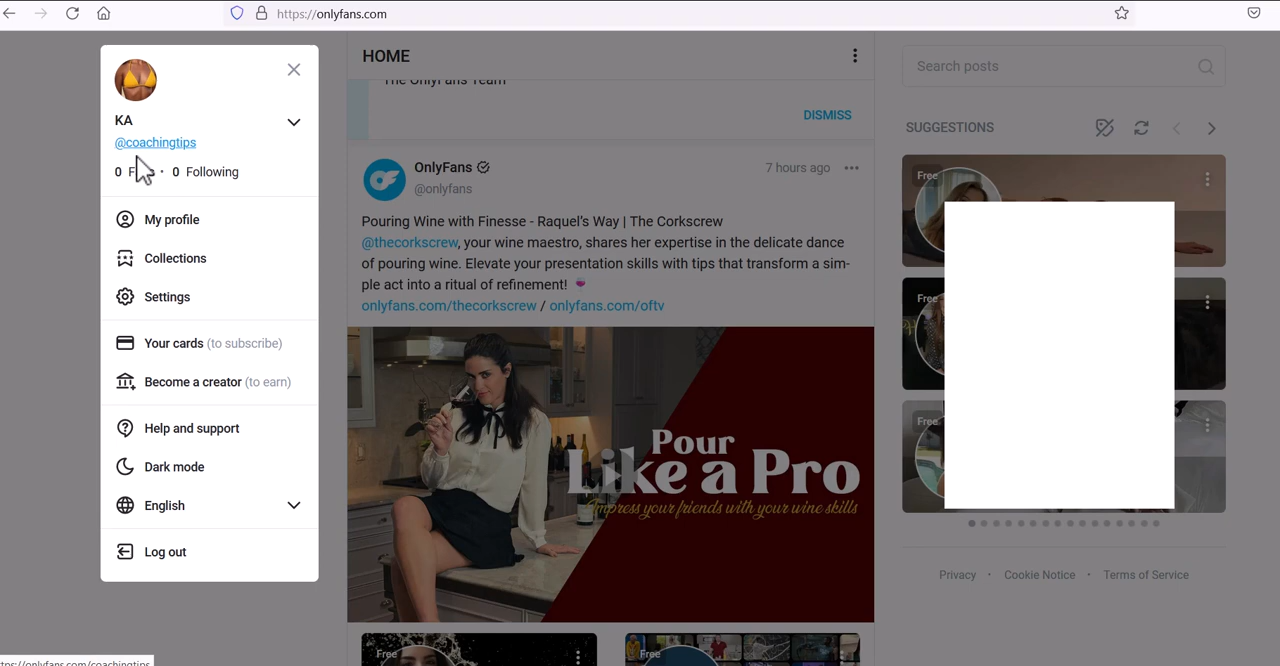 https://onlyfans.com
KA
@coachingtips
0 F · 0 Following
My profile
Collections
Settings
Your cards (to subscribe)
Become a creator (to earn)
Help and support
Dark mode
English
Log out
HOME
The OnlyFans Team
DISMISS
OnlyFans
7 hours ago
@onlyfans
Pouring Wine with Finesse - Raquel's Way | The Corkscrew
@thecorkscrew, your wine maestro, shares her expertise in the delicate dance
of pouring wine. Elevate your presentation skills with tips that transform a sim-
ple act into a ritual of refinement! 🍷
onlyfans.com/thecorkscrew / onlyfans.com/oftv
Pour
Like a Pro
Impress your friends with your wine skills
Free
Free
Search posts
SUGGESTIONS
Free
Free
Free
Privacy · Cookie Notice · Terms of Service
ttps://onlyfans.com/coachingtips